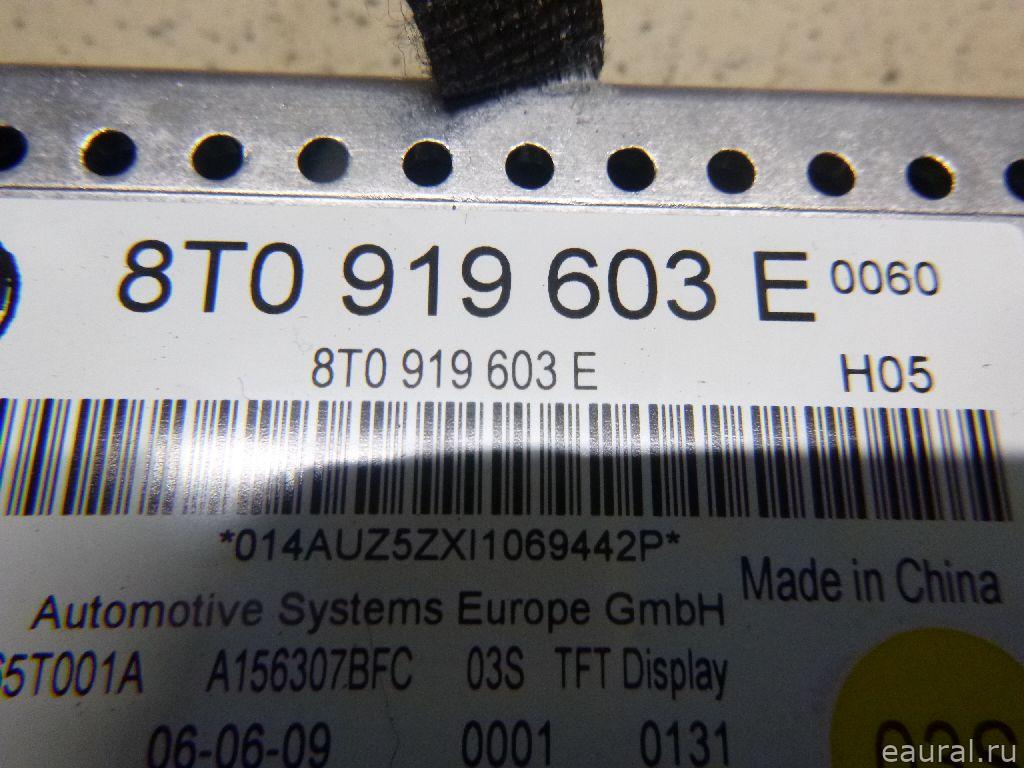 8T0 919 603 E 0060
8T0 919 603 E H05
*014AUZ5ZXI1069442P*
Made in China
Automotive Systems Europe GmbH
65T001A A156307BFC 03S TFT Display
06-06-09 0001 0131
eaural.ru